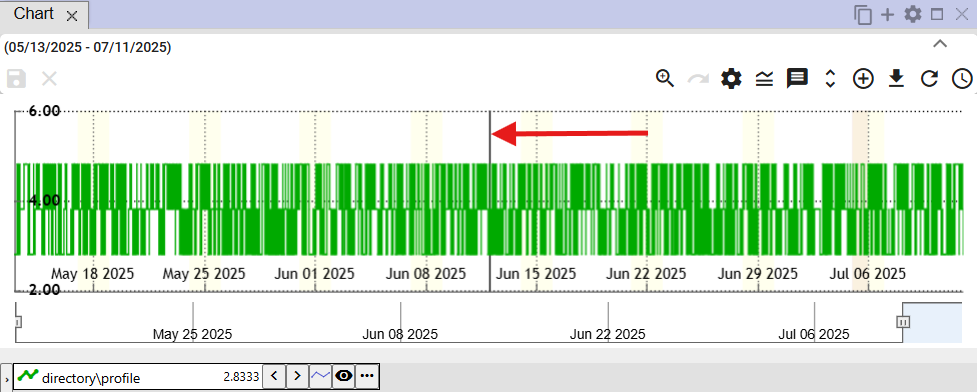 Chart
(05/13/2025 - 07/11/2025)
6.00
4.00
May 18 2025 May 25 2025 Jun 01 2025 Jun 08 2025 Jun 15 2025 Jun 22 2025 Jun 29 2025 Jul 06 2025
2.00
May 25 2025 Jun 08 2025 Jun 22 2025 Jul 06 2025
directory\profile 2.8333